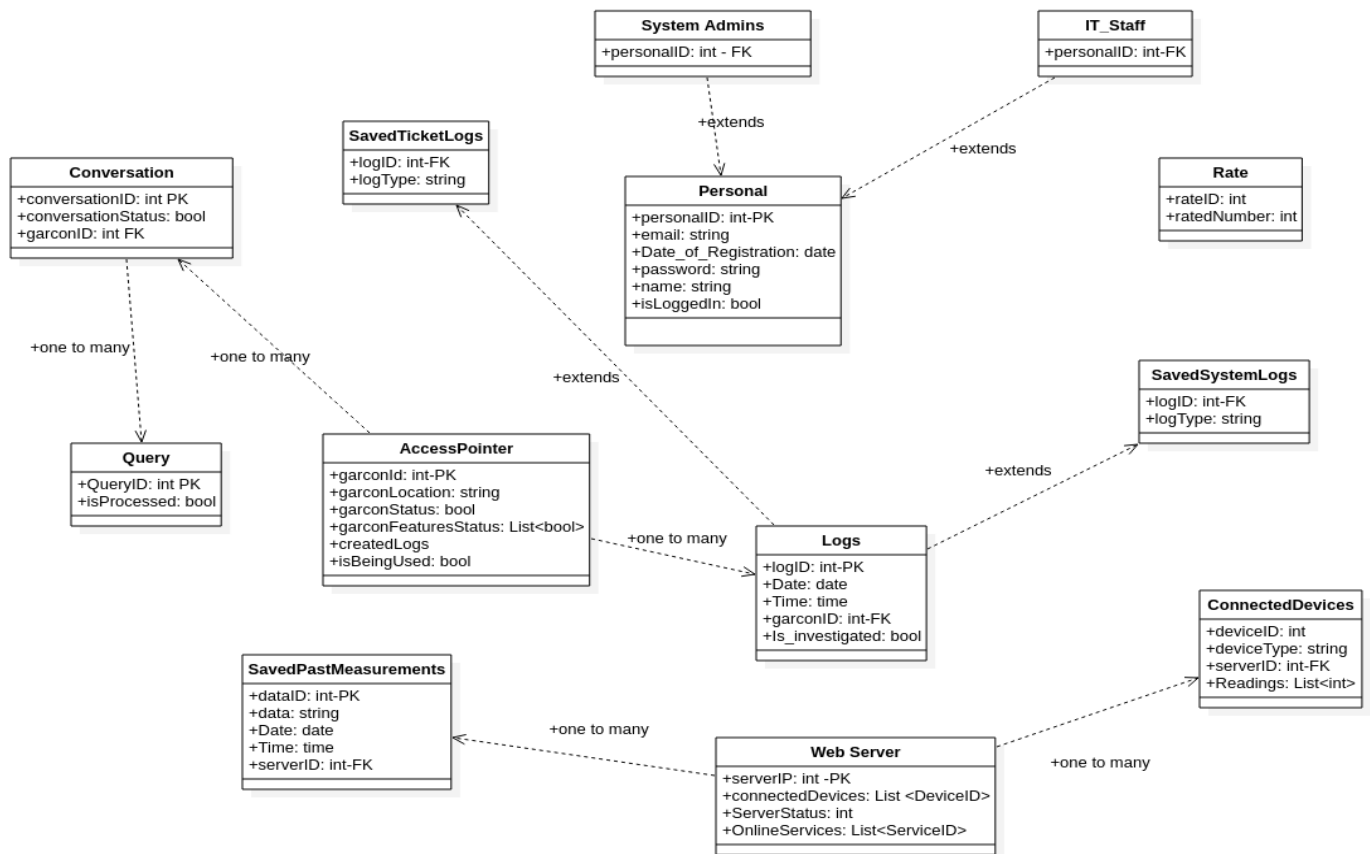 System Admins
+personalID: int - FK
IT_Staff
+personalID: int-FK
+extends
+extends
SavedTicketLogs
+logID: int-FK
+logType: string
Conversation
+conversationID: int PK
+conversationStatus: bool
+garconID: int FK
Personal
+personalID: int-PK
+email: string
+Date_of_Registration: date
+password: string
+name: string
+isLoggedIn: bool
Rate
+rateID: int
+ratedNumber: int
+one to many
+one to many
+extends
SavedSystemLogs
+logID: int-FK
+logType: string
Query
+QueryID: int PK
+isProcessed: bool
AccessPointer
+garconId: int-PK
+garconLocation: string
+garconStatus: bool
+garconFeaturesStatus: List<bool>
+createdLogs
+isBeingUsed: bool
+extends
+one to many
Logs
+logID: int-PK
+Date: date
+Time: time
+garconID: int-FK
+Is_investigated: bool
ConnectedDevices
+deviceID: int
+deviceType: string
+serverID: int-FK
+Readings: List<int>
SavedPastMeasurements
+dataID: int-PK
+data: string
+Date: date
+Time: time
+serverID: int-FK
+one to many
+one to many
Web Server
+serverIP: int -PK
+connectedDevices: List <DeviceID>
+ServerStatus: int
+OnlineServices: List<ServiceID>